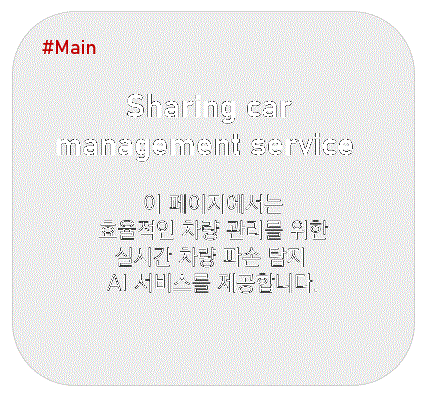 #Main
Sharing car
management service
이 페이지에서는
효율적인 차량 관리를 위한
실시간 차량 파손 탐지
AI 서비스를 제공합니다